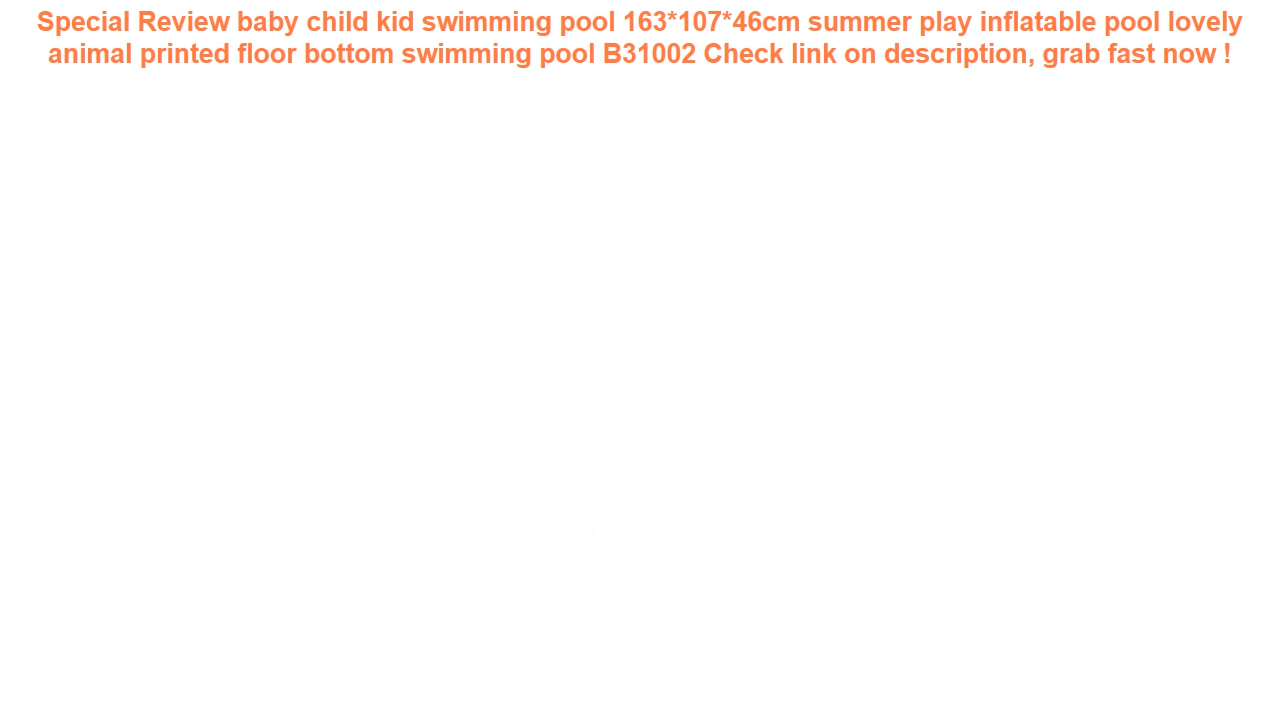 Special Review baby child kid swimming pool 163*107*46cm summer play inflatable pool lovely
animal printed floor bottom swimming pool B31002 Check link on description, grab fast now !